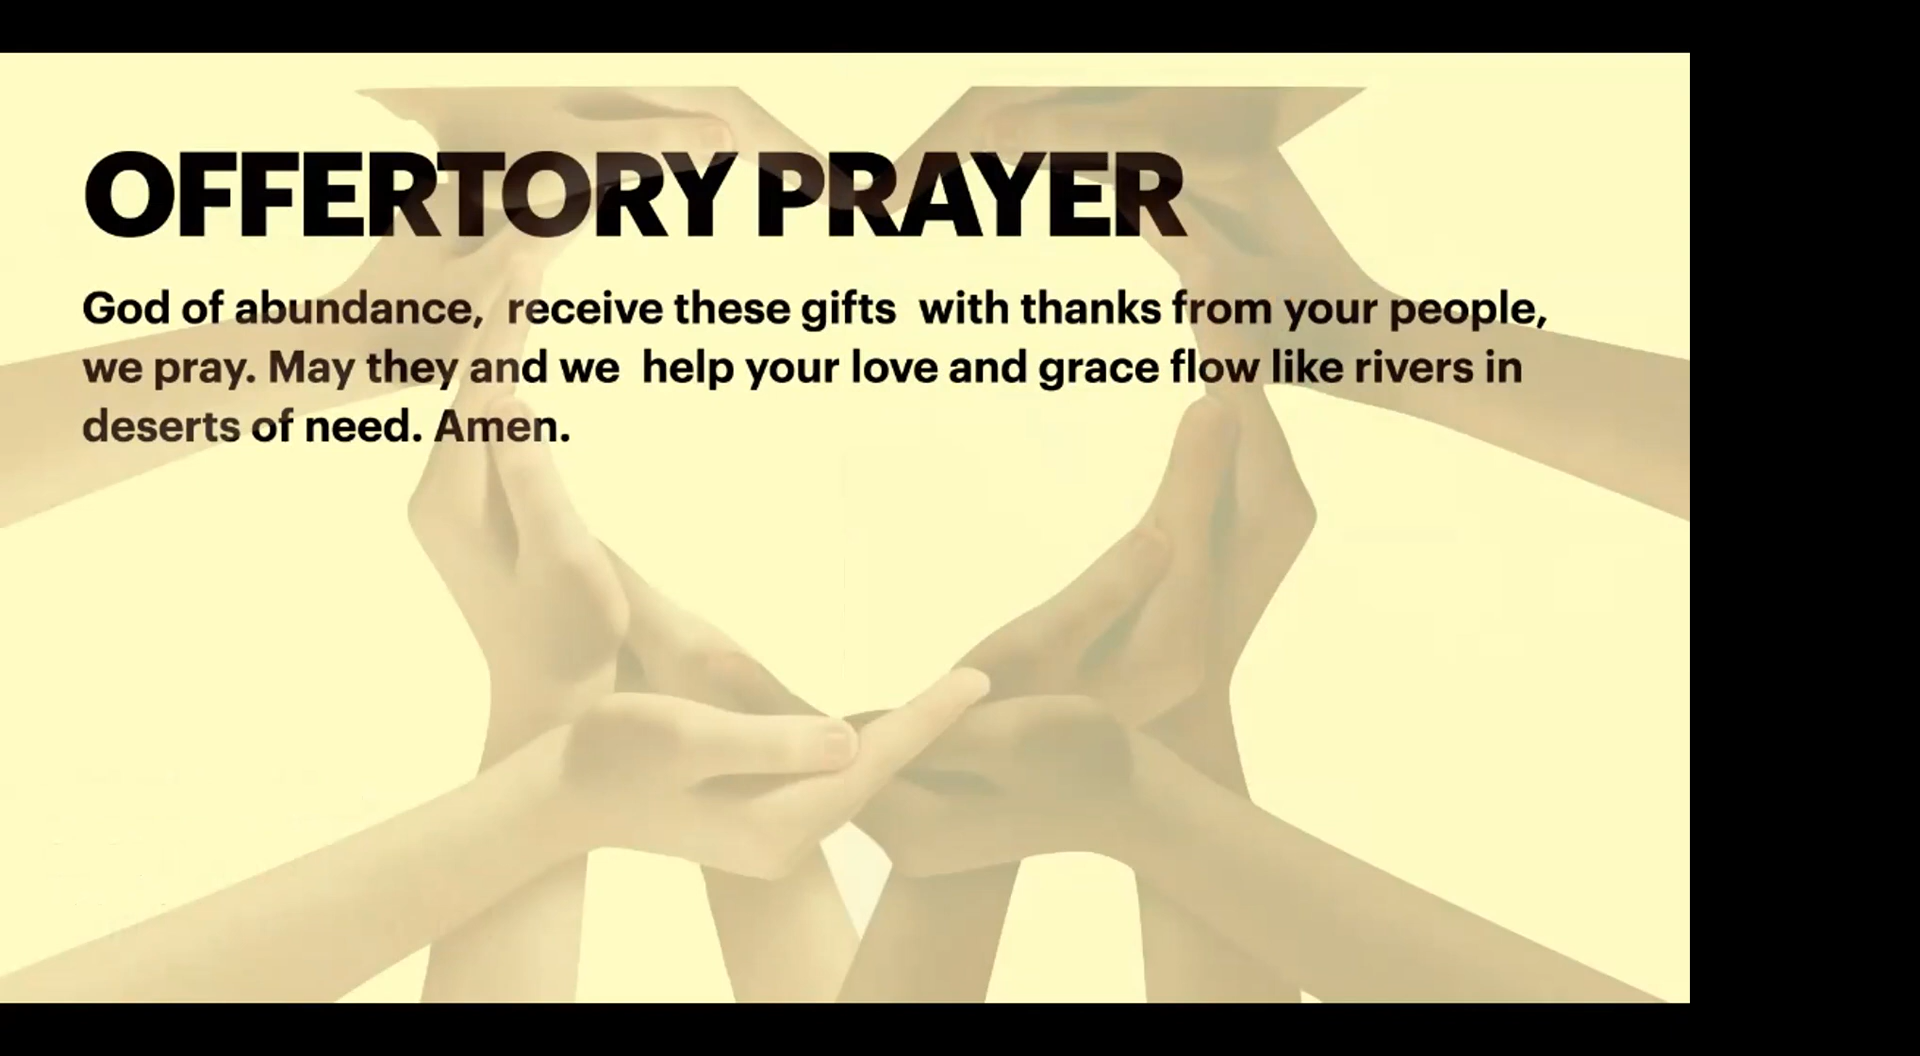 OFFERTORY PRAYER
God of abundance,  receive these gifts  with thanks from your people,
we pray. May they and we  help your love and grace flow like rivers in
deserts of need. Amen.